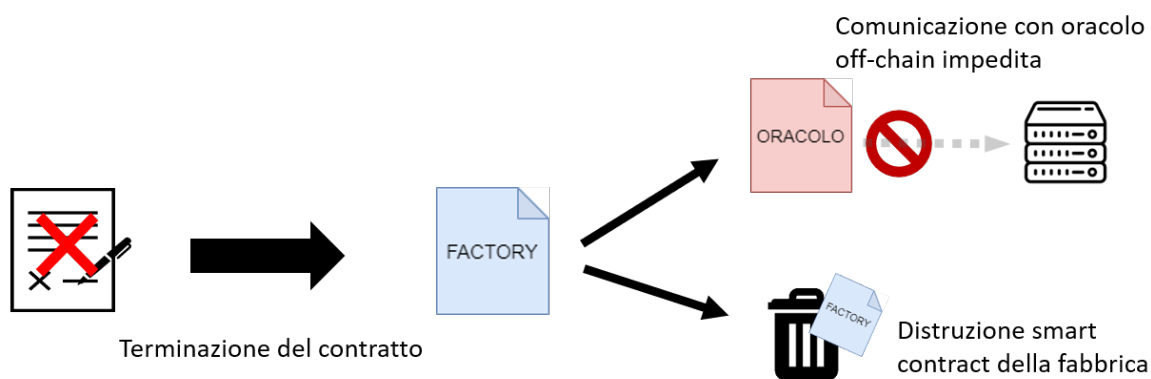 Comunicazione con oracolo
off-chain impedita
ORACOLO
FACTORY
Terminazione del contratto
FACTORY
Distruzione smart
contract della fabbrica